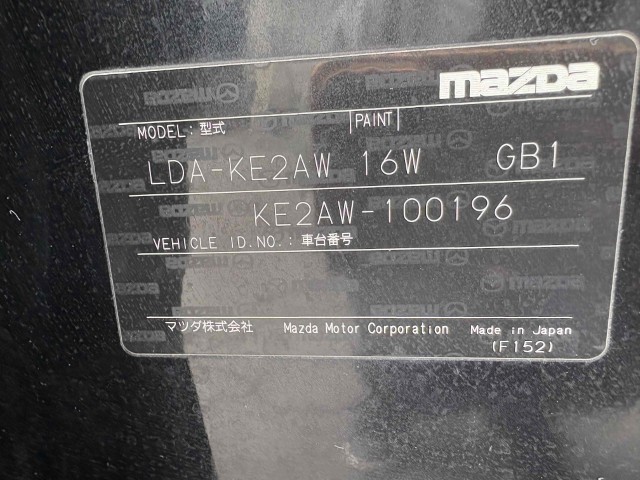 mazda
MODEL : 型式 PAINT
LDA-KE2AW 16W GB1
KE2AW-100196
VEHICLE ID.NO.: 車台番号
マツダ株式会社 Mazda Motor Corporation Made in Japan
(F152)